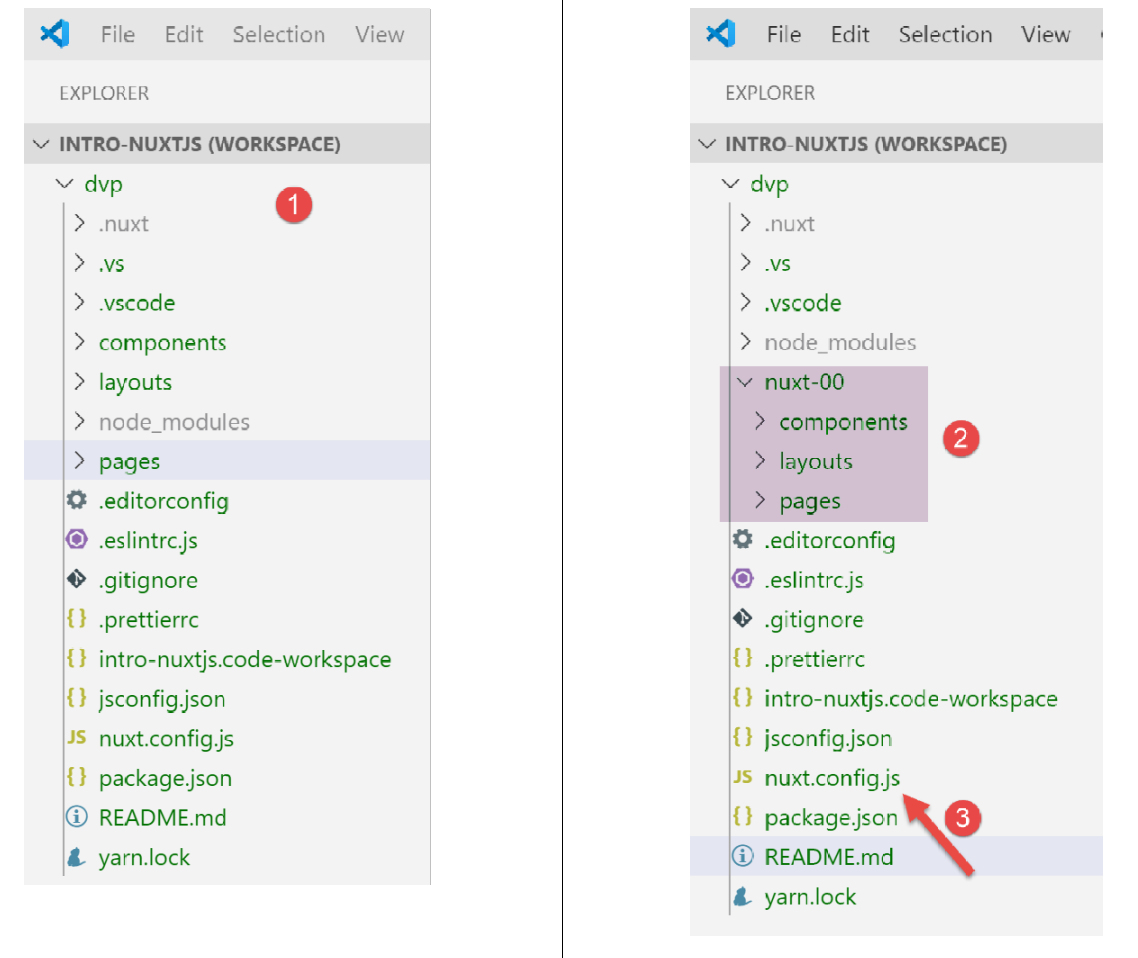 File Edit Selection View
EXPLORER
INTRO-NUXTJS (WORKSPACE)
dvp
1
.nuxt
.vs
.vscode
components
layouts
node_modules
pages
.editorconfig
.eslintrc.js
.gitignore
{} .prettierrc
{} intro-nuxtjs.code-workspace
{} jsconfig.json
JS nuxt.config.js
{} package.json
README.md
yarn.lock
File Edit Selection View
EXPLORER
INTRO-NUXTJS (WORKSPACE)
dvp
.nuxt
.vs
.vscode
node_modules
nuxt-00
components
2
layouts
pages
.editorconfig
.eslintrc.js
.gitignore
{} .prettierrc
{} intro-nuxtjs.code-workspace
{} jsconfig.json
JS nuxt.config.js
{} package.json
3
README.md
yarn.lock